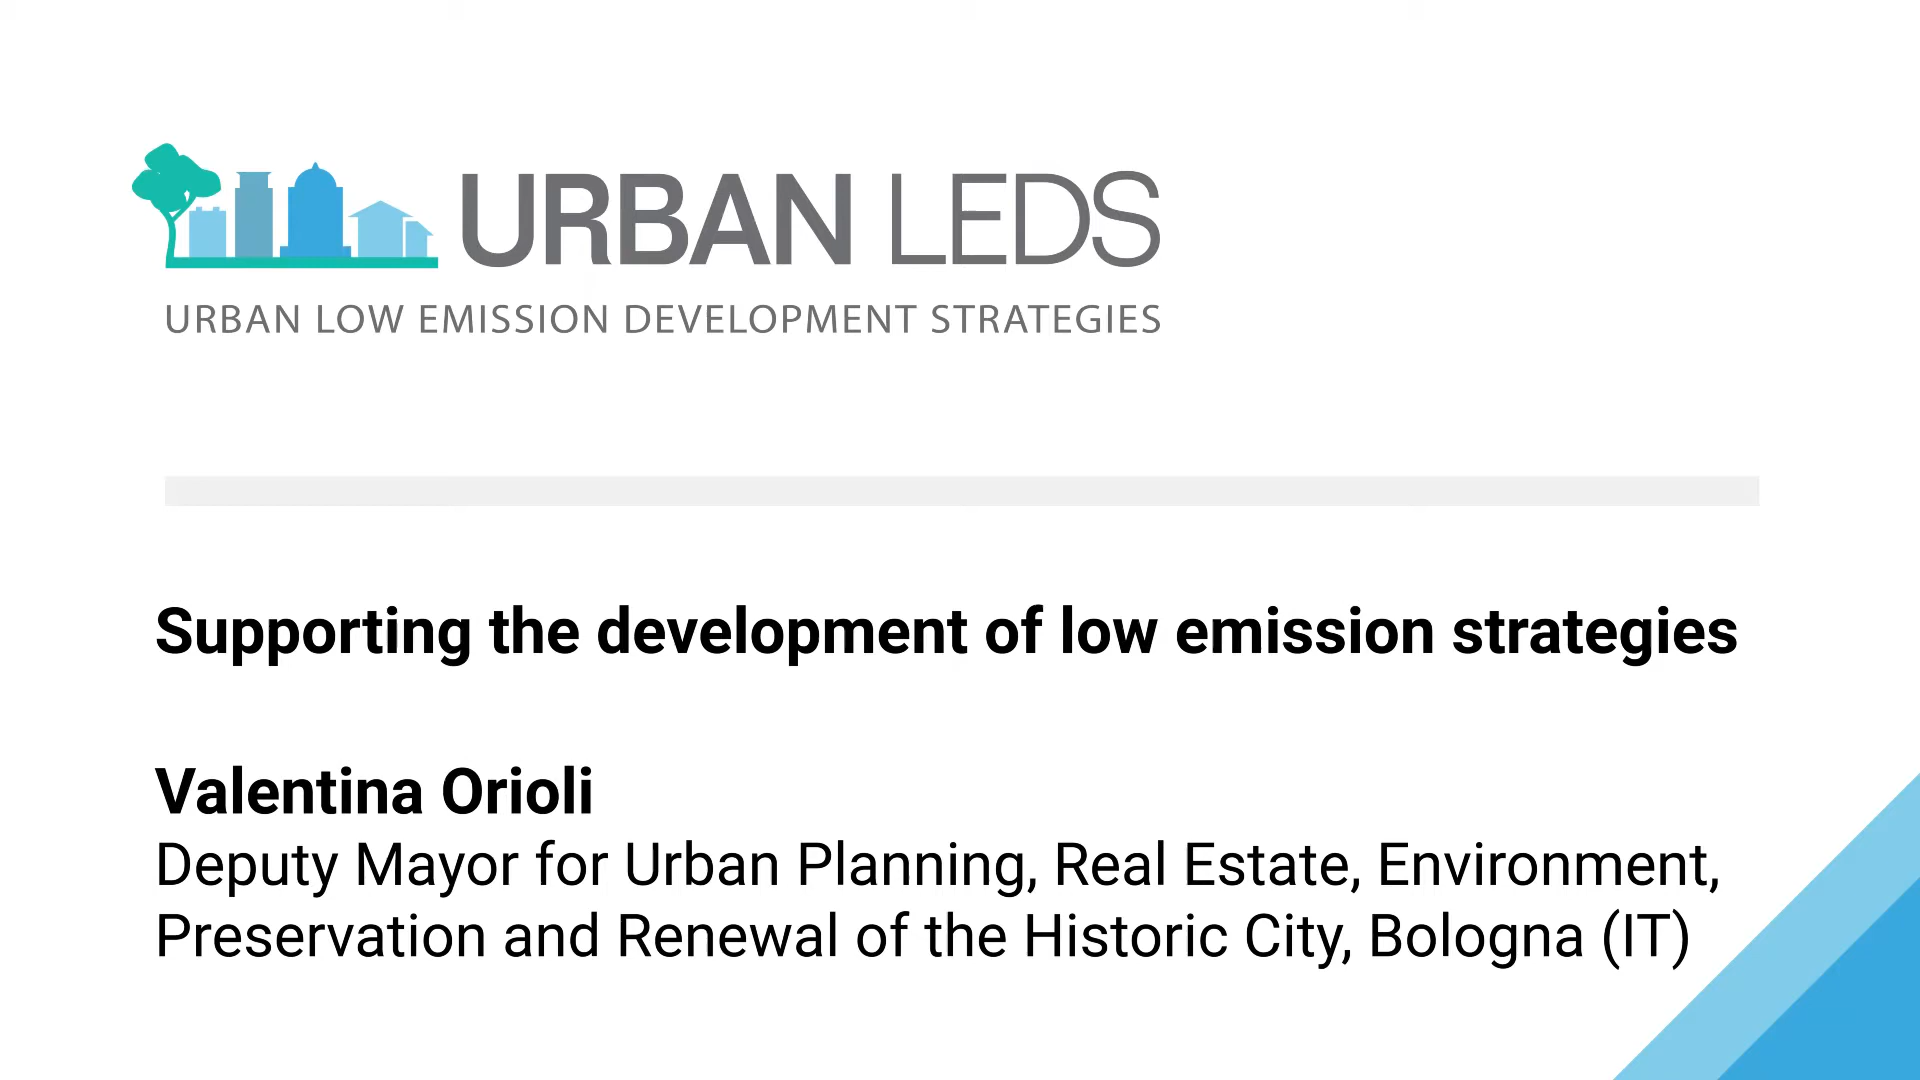 URBAN LEDS
URBAN LOW EMISSION DEVELOPMENT STRATEGIES
Supporting the development of low emission strategies
Valentina Orioli
Deputy Mayor for Urban Planning, Real Estate, Environment,
Preservation and Renewal of the Historic City, Bologna (IT)